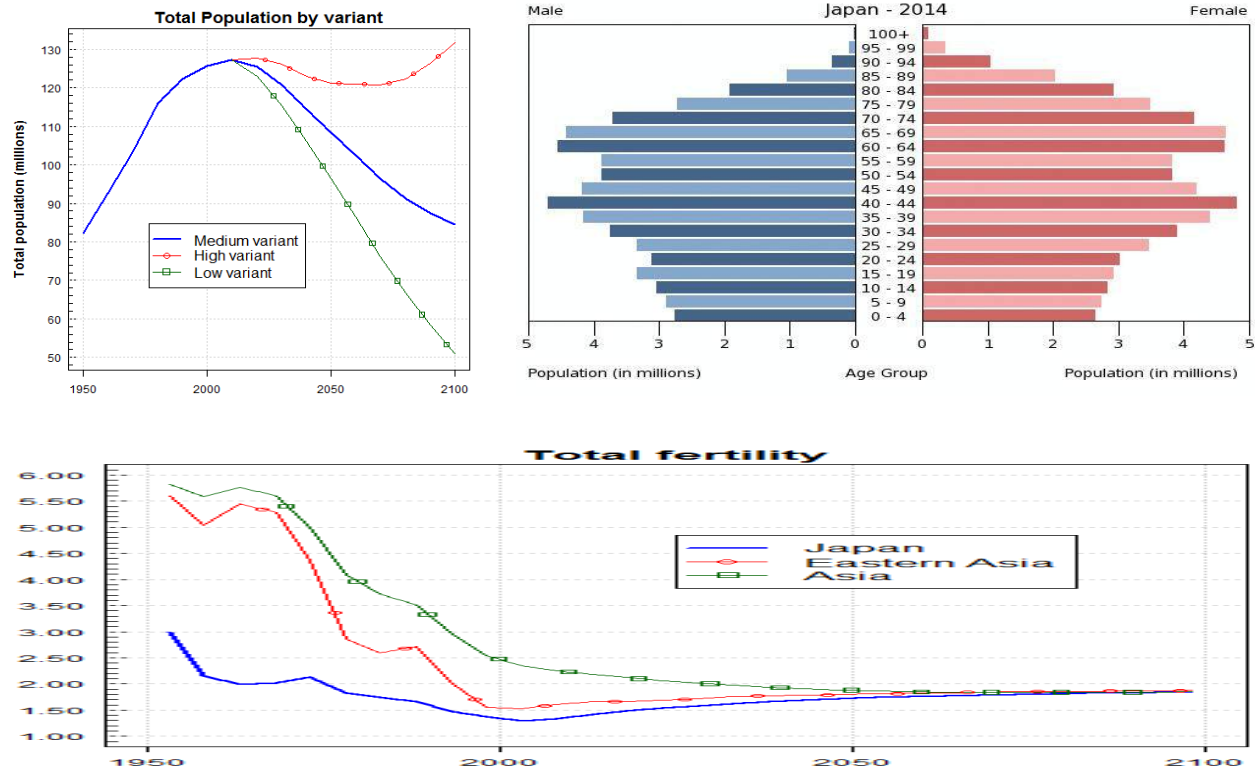 Total Population by variant
Total population (millions)
130
120
110
100
90
80
70
60
50
1950
2000
2050
2100
Medium variant
High variant
Low variant
Male
Japan - 2014
Female
100+
95 - 99
90 - 94
85 - 89
80 - 84
75 - 79
70 - 74
65 - 69
60 - 64
55 - 59
50 - 54
45 - 49
40 - 44
35 - 39
30 - 34
25 - 29
20 - 24
15 - 19
10 - 14
5 - 9
0 - 4
5 4 3 2 1 0 0 1 2 3 4 5
Population (in millions) Age Group Population (in millions)
Total fertility
6.00
5.50
5.00
4.50
4.00
3.50
3.00
2.50
2.00
1.50
1.00
Japan
Eastern Asia
Asia
1950 2000 2050 2100